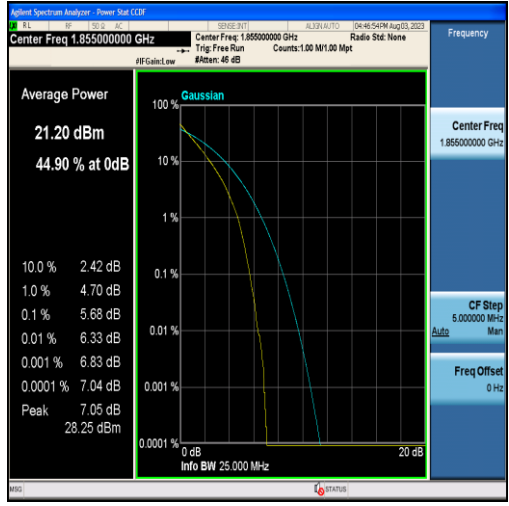 Agilent Spectrum Analyzer - Power Stat CCDF
RL RF 50 Ω AC SENSE:INT ALIGN AUTO 04:46:54 PM Aug 03, 2023
Center Freq 1.855000000 GHz
Center Freq: 1.855000000 GHz Radio Std: None
Trig: Free Run Counts:1.00 M/1.00 Mpt
#IFGain:Low #Atten: 46 dB
Frequency
Average Power
21.20 dBm
44.90 % at 0dB
10.0 % 2.42 dB
1.0 % 4.70 dB
0.1 % 5.68 dB
0.01 % 6.33 dB
0.001 % 6.83 dB
0.0001 % 7.04 dB
Peak 7.05 dB
28.25 dBm
Gaussian
100 %
10 %
1 %
0.1 %
0.01 %
0.001 %
0.0001 %
0 dB 20 dB
Info BW 25.000 MHz
Center Freq
1.855000000 GHz
CF Step
5.000000 MHz
Auto Man
Freq Offset
0 Hz
MSG STATUS